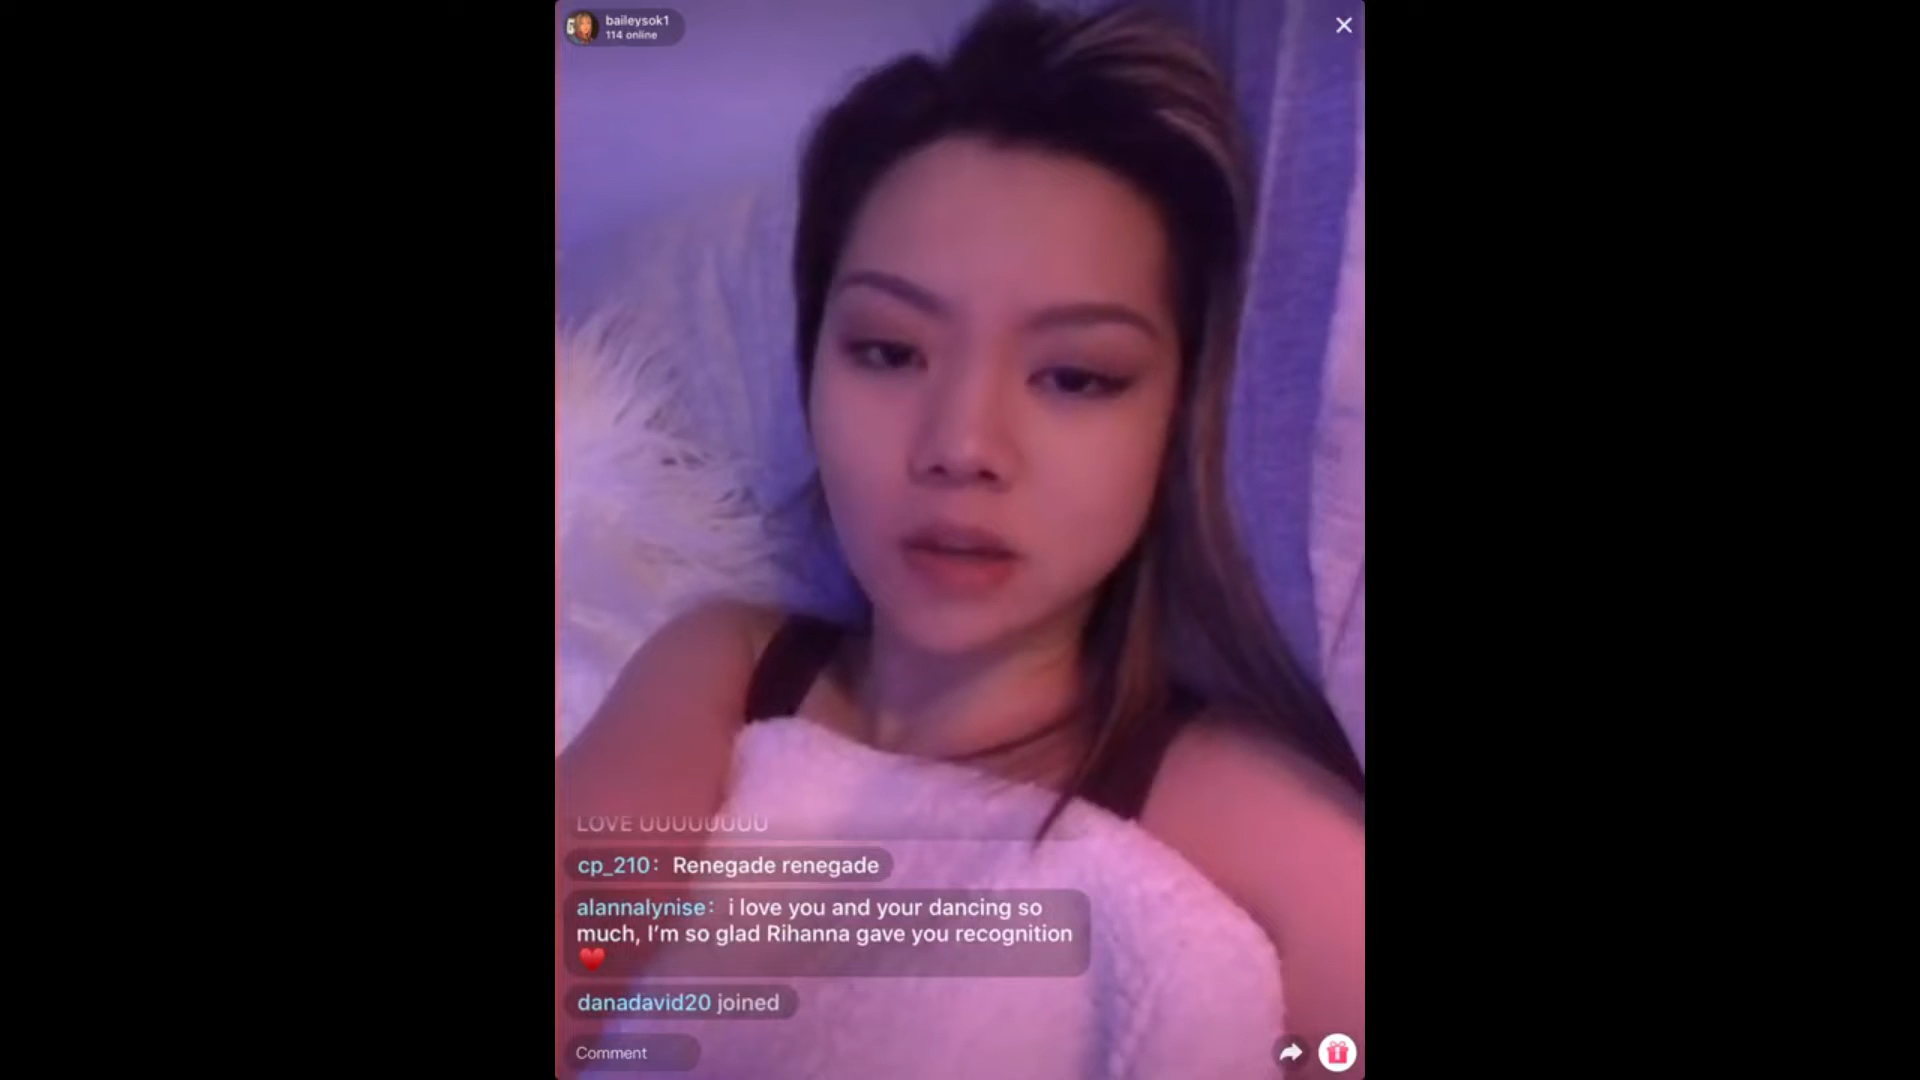 baileysok1
114 online
LOVE UUUUUUUU
cp_210: Renegade renegade
alannalynise: i love you and your dancing so
much, I'm so glad Rihanna gave you recognition
❤️
danadavid20 joined
Comment